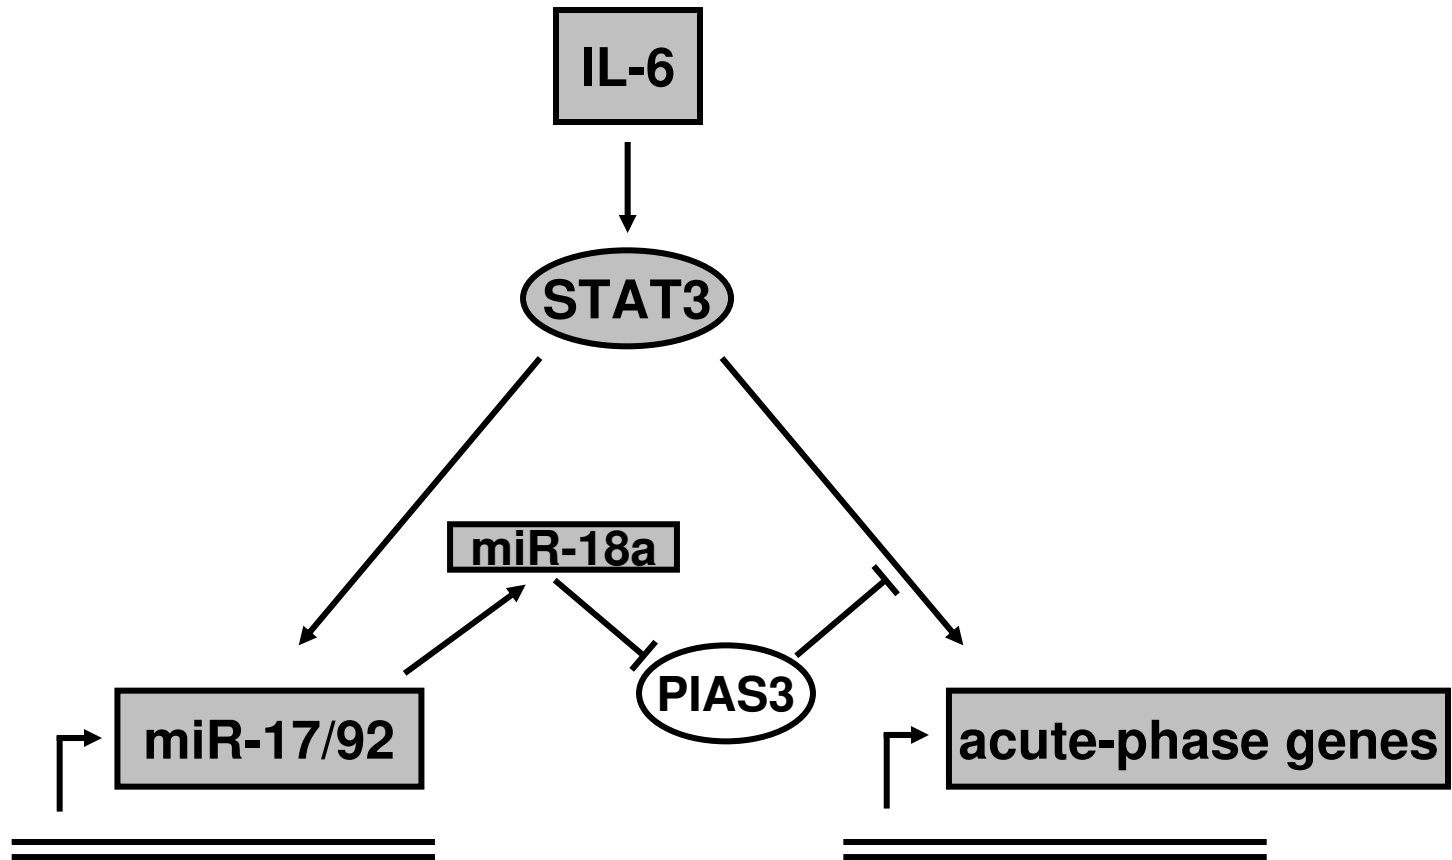 IL-6
STAT3
miR-18a
PIAS3
miR-17/92
acute-phase genes